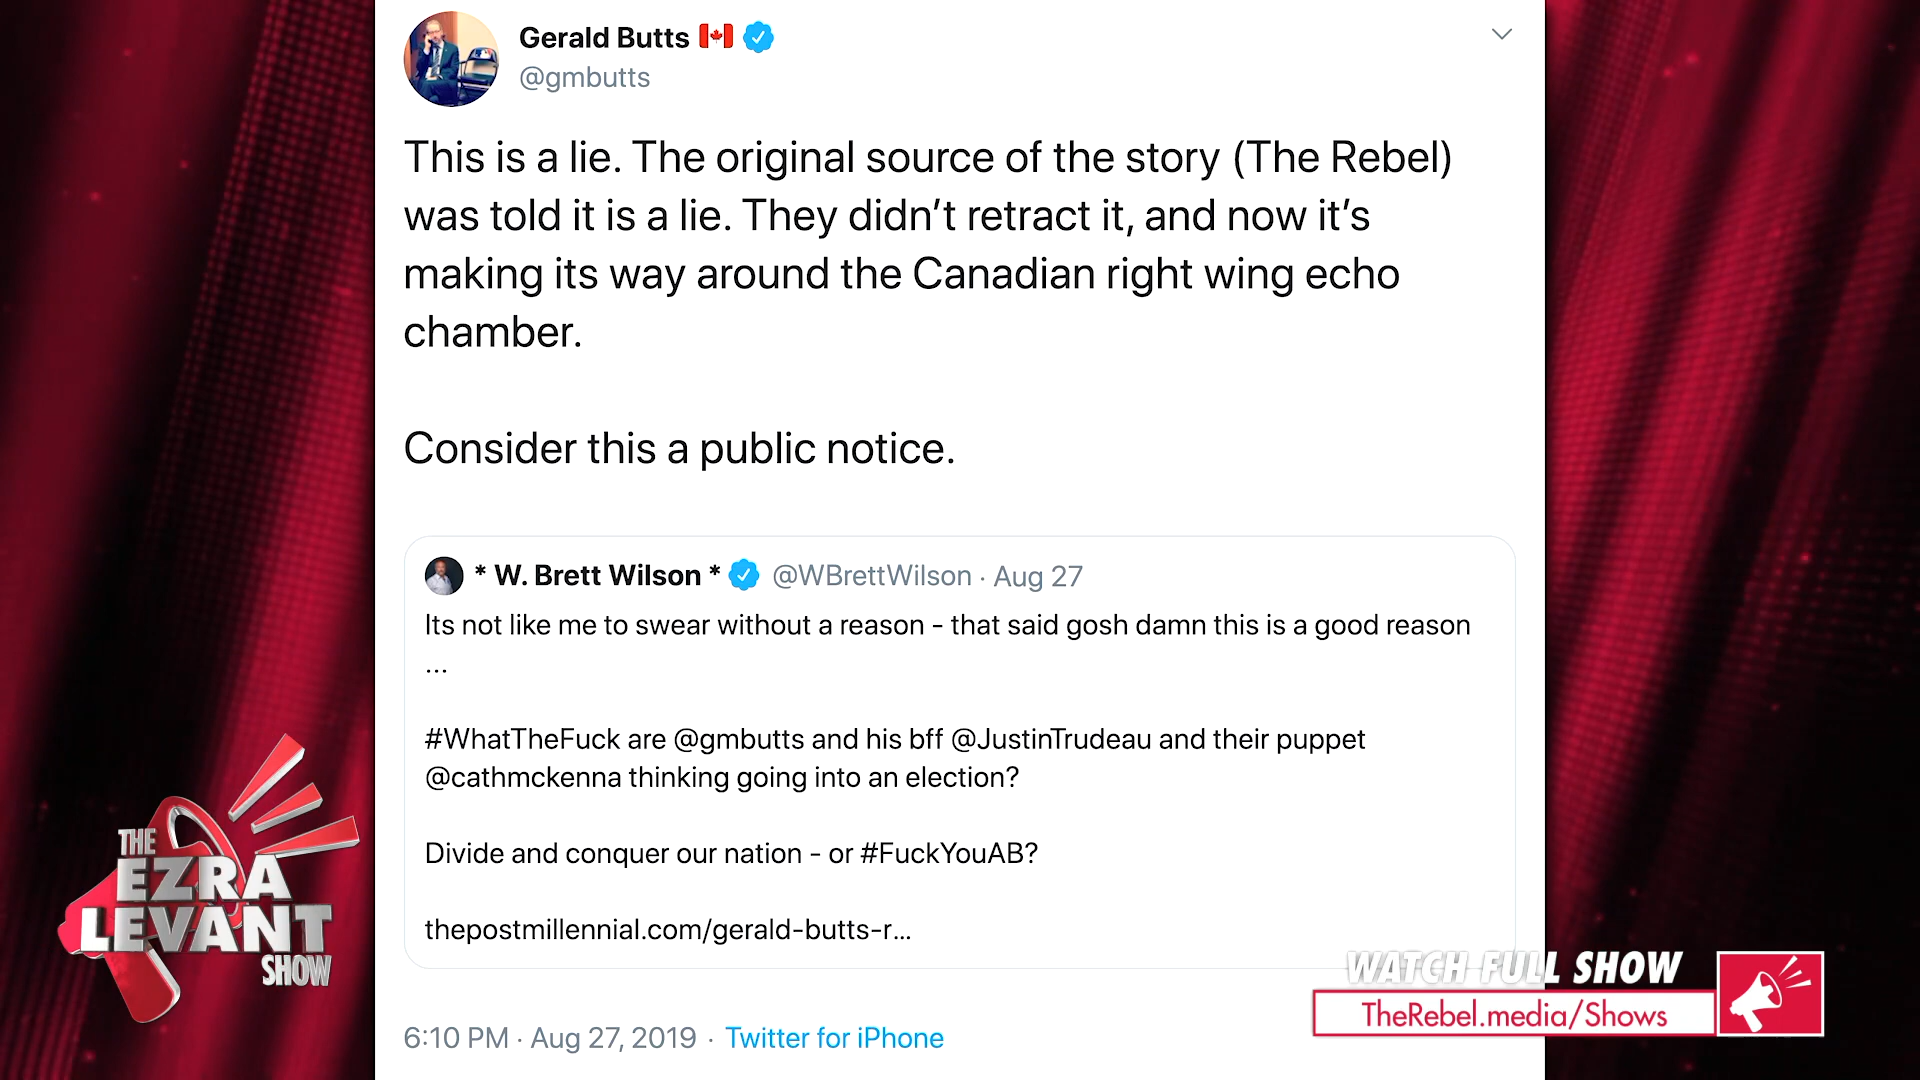 Gerald Butts
@gmbutts
This is a lie. The original source of the story (The Rebel)
was told it is a lie. They didn’t retract it, and now it’s
making its way around the Canadian right wing echo
chamber.
Consider this a public notice.
* W. Brett Wilson * @WBrettWilson · Aug 27
Its not like me to swear without a reason - that said gosh damn this is a good reason
...
#WhatTheFuck are @gmbutts and his bff @JustinTrudeau and their puppet
@cathmckenna thinking going into an election?
Divide and conquer our nation - or #FuckYouAB?
thepostmillennial.com/gerald-butts-r...
6:10 PM · Aug 27, 2019 · Twitter for iPhone
THE
EZRA
LEVANT
SHOW
WATCH FULL SHOW
TheRebel.media/Shows